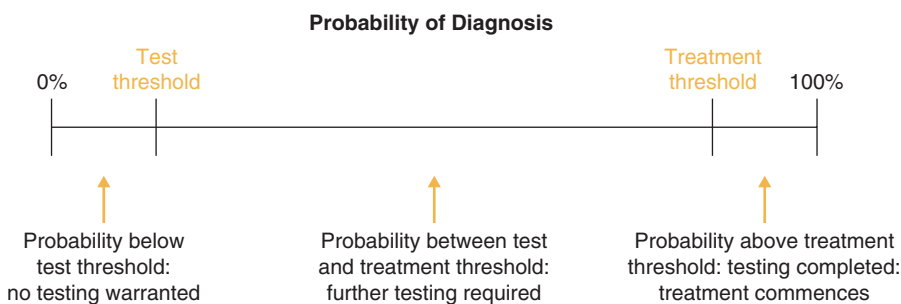 Probability of Diagnosis
Test
threshold
Treatment
threshold
0%
100%
Probability below
test threshold:
no testing warranted
Probability between test
and treatment threshold:
further testing required
Probability above treatment
threshold: testing completed:
treatment commences